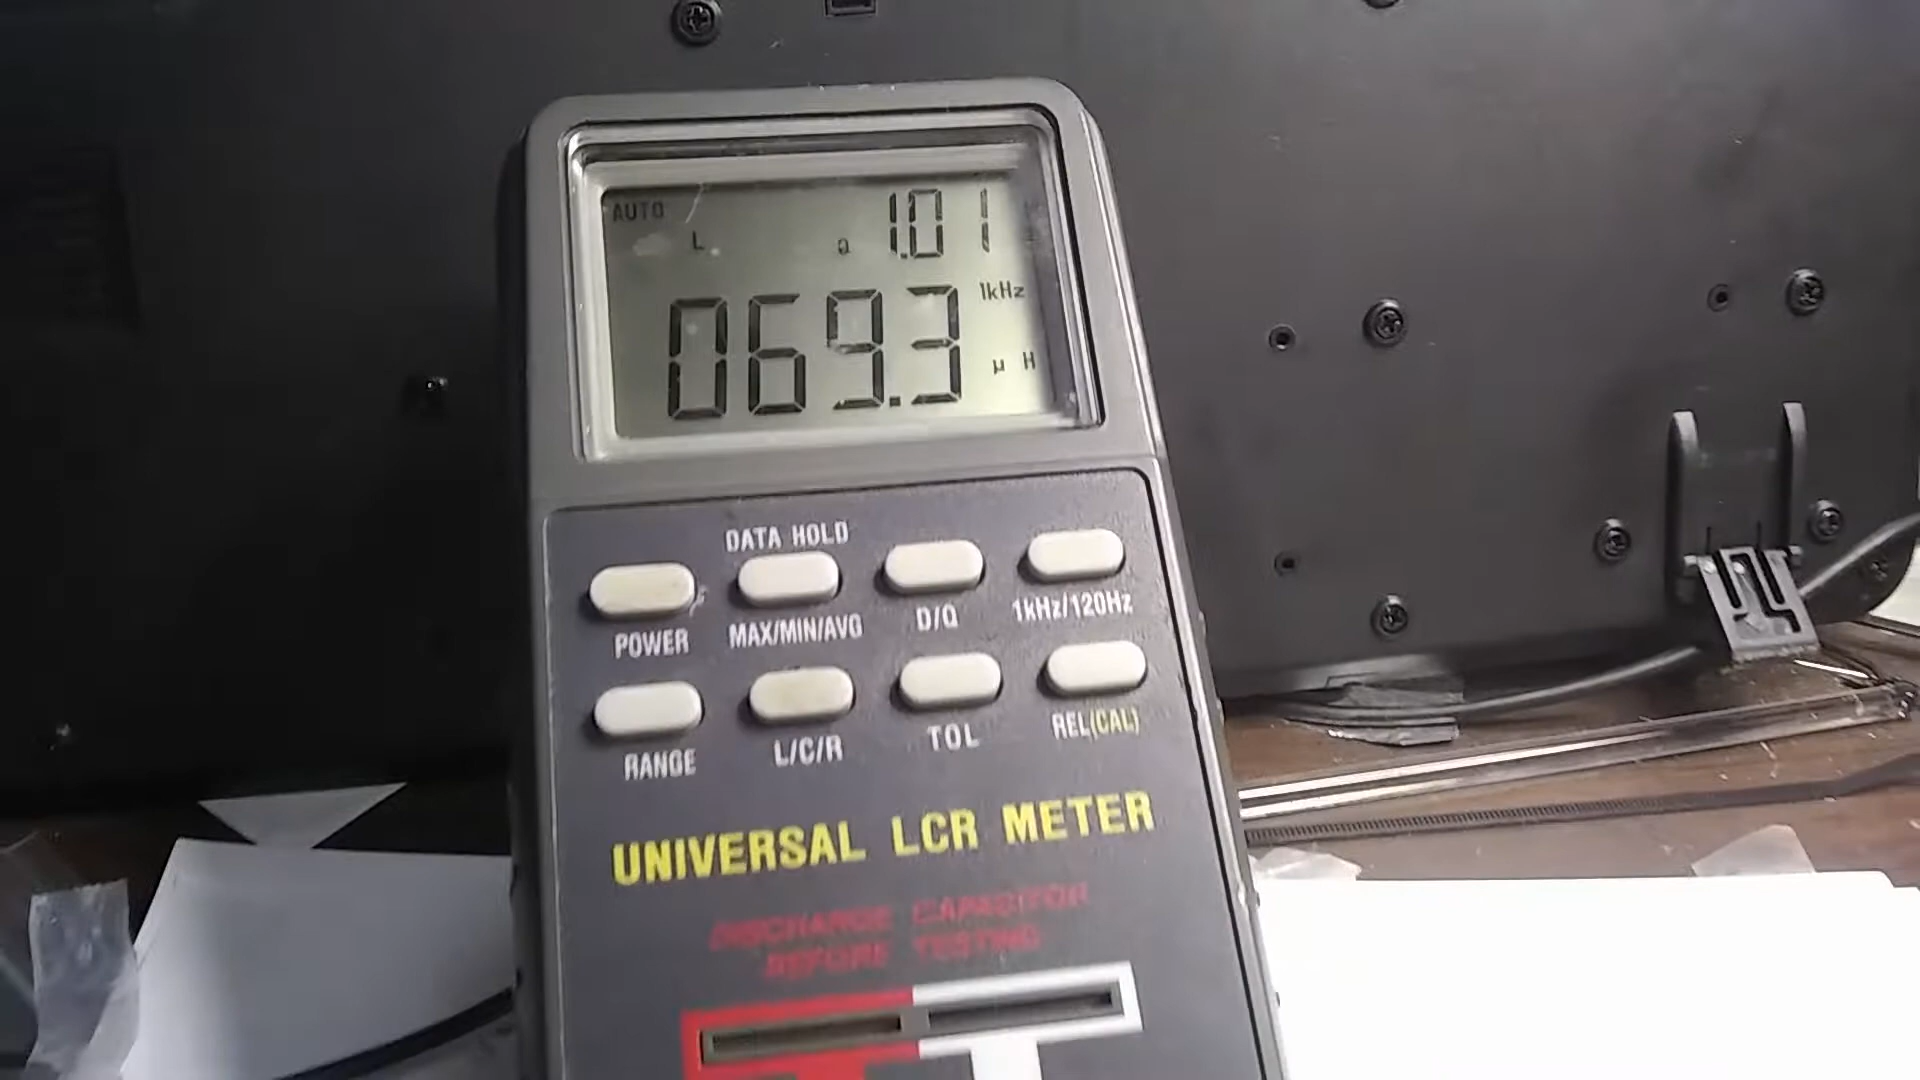 AUTO
1.01
L
Q
1kHz
069.3
µH
DATA HOLD
POWER
MAX/MIN/AVG
D/Q
1kHz/120Hz
RANGE
L/C/R
TOL
REL(CAL)
UNIVERSAL LCR METER
DISCHARGE CAPACITOR
BEFORE TESTING